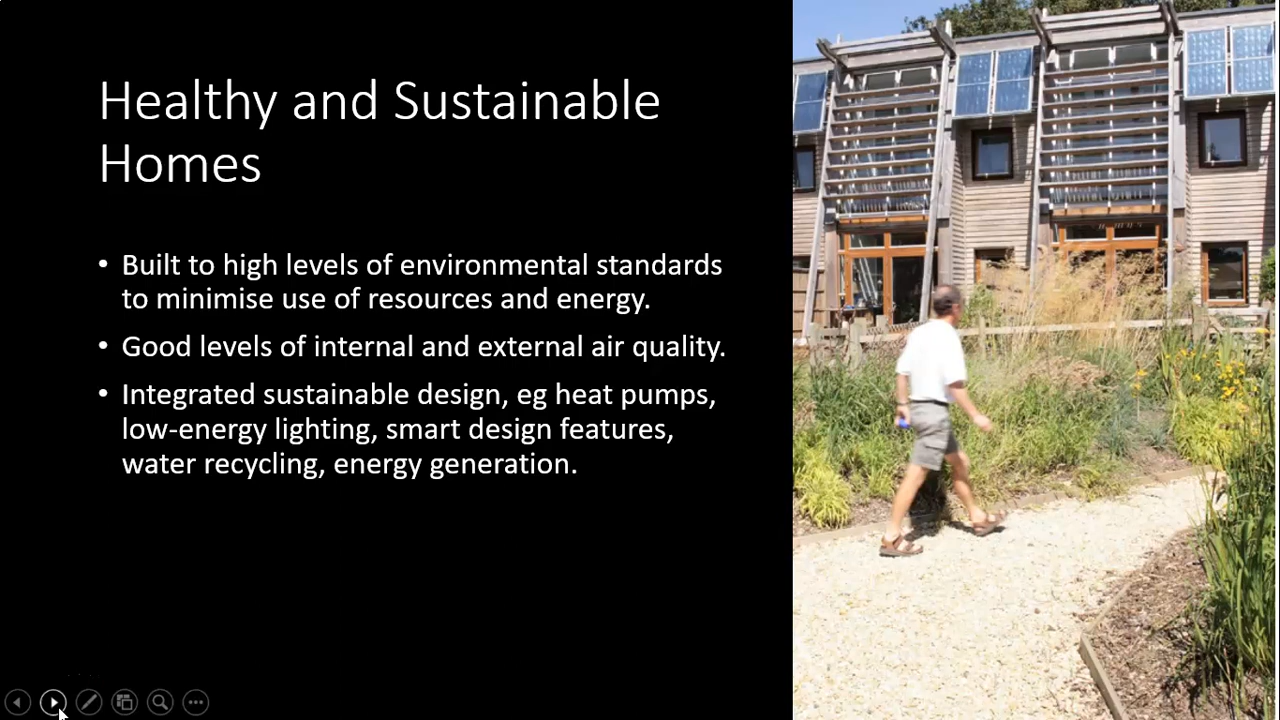 Healthy and Sustainable
Homes
• Built to high levels of environmental standards
to minimise use of resources and energy.
• Good levels of internal and external air quality.
• Integrated sustainable design, eg heat pumps,
low-energy lighting, smart design features,
water recycling, energy generation.